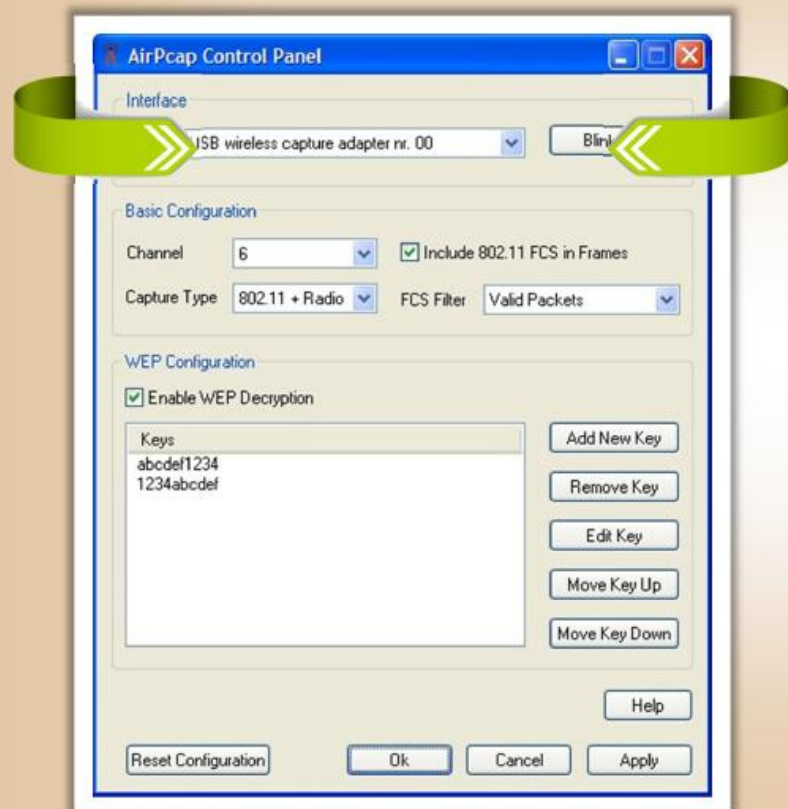 AirPcap Control Panel
Interface
USB wireless capture adapter nr. 00
Basic Configuration
Channel 6 Include 802.11 FCS in Frames
Capture Type 802.11 + Radio FCS Filter Valid Packets
WEP Configuration
Enable WEP Decryption
Keys
abcdef1234
1234abcdef
Add New Key
Remove Key
Edit Key
Move Key Up
Move Key Down
Help
Reset Configuration Ok Cancel Apply